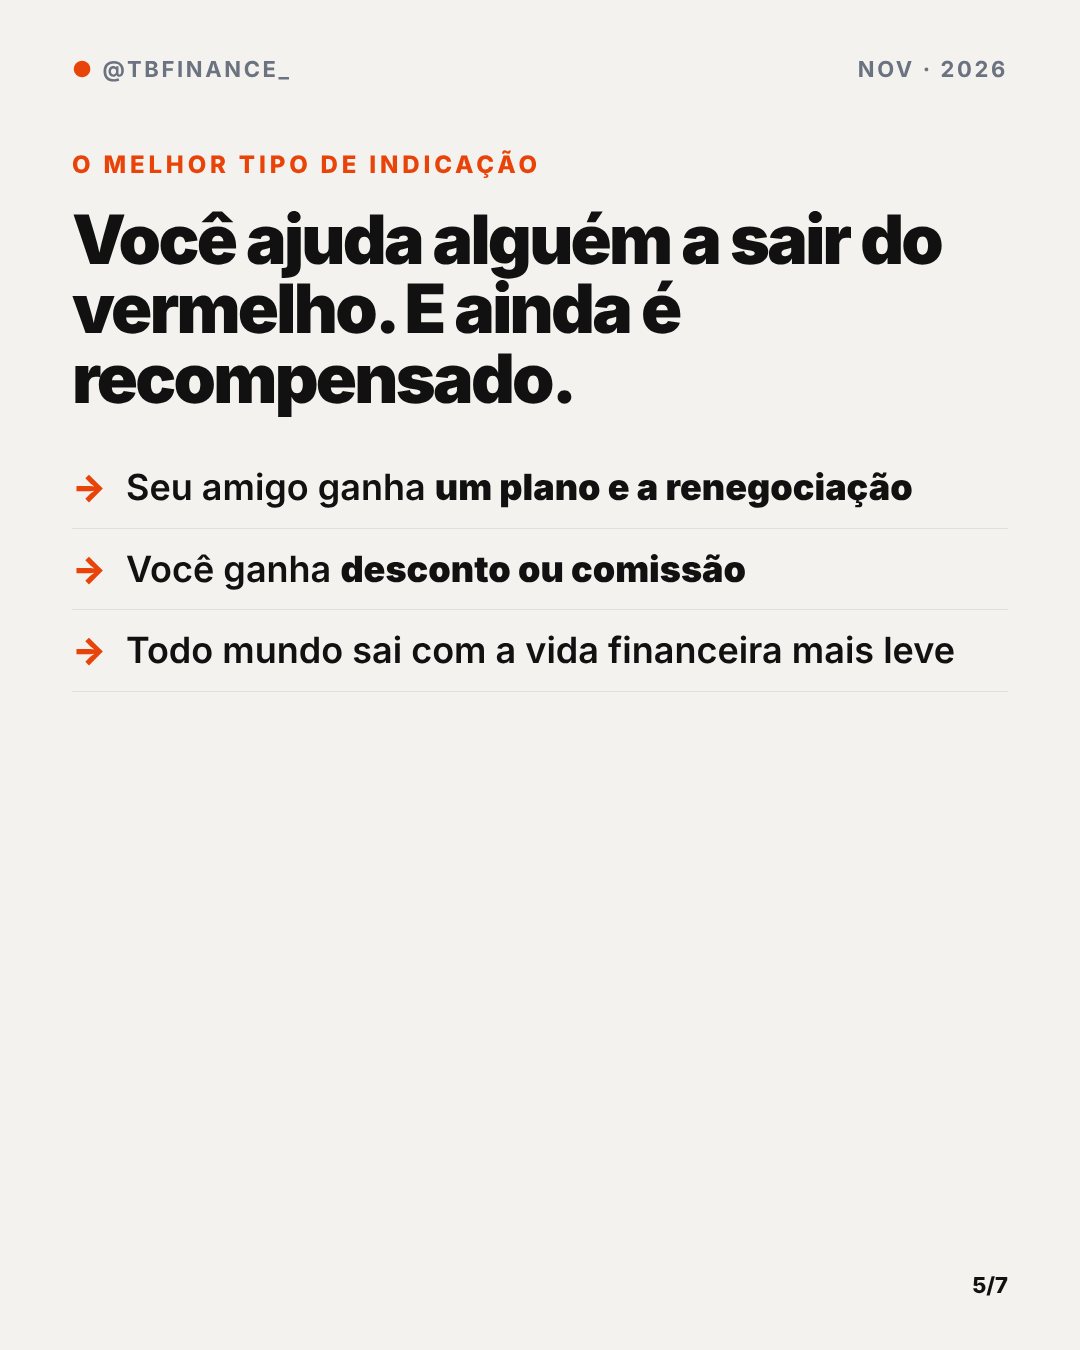 @TBFINANCE_
NOV · 2026
O MELHOR TIPO DE INDICAÇÃO
Você ajuda alguém a sair do
vermelho. E ainda é
recompensado.
→ Seu amigo ganha um plano e a renegociação
→ Você ganha desconto ou comissão
→ Todo mundo sai com a vida financeira mais leve
5/7